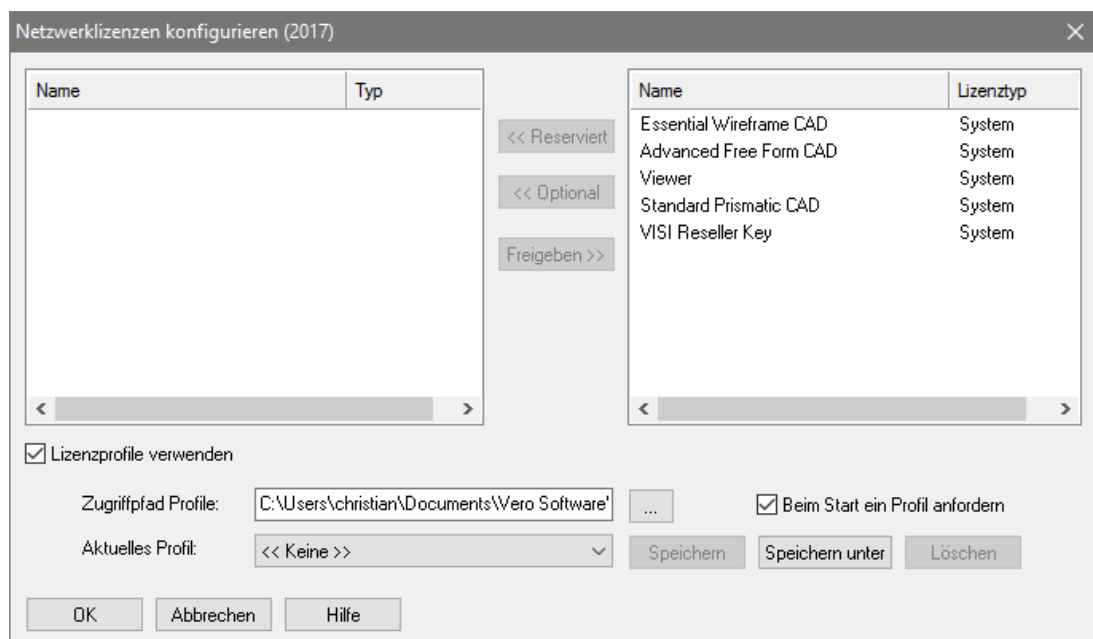 Netzwerklizenzen konfigurieren (2017)
Name Typ
<< Reserviert
<< Optional
Freigeben >>
Name Lizenztyp
Essential Wireframe CAD System
Advanced Free Form CAD System
Viewer System
Standard Prismatic CAD System
VISI Reseller Key System
Lizenzprofile verwenden
Zugriffpfad Profile: C:\Users\christian\Documents\Vero Software' ... Beim Start ein Profil anfordern
Aktuelles Profil: << Keine >> Speichern Speichern unter Löschen
OK Abbrechen Hilfe